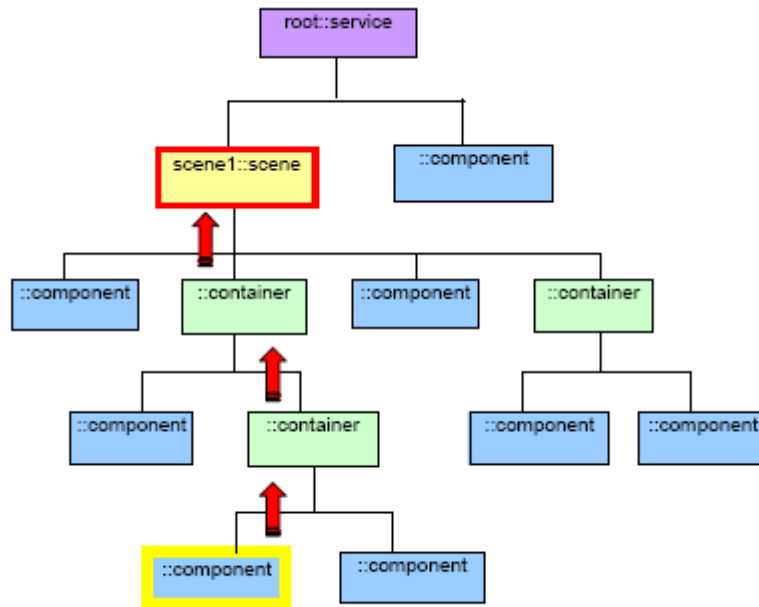 root::service
scene1::scene
::component
::component
::container
::component
::container
::component
::container
::component
::component
::component
::component